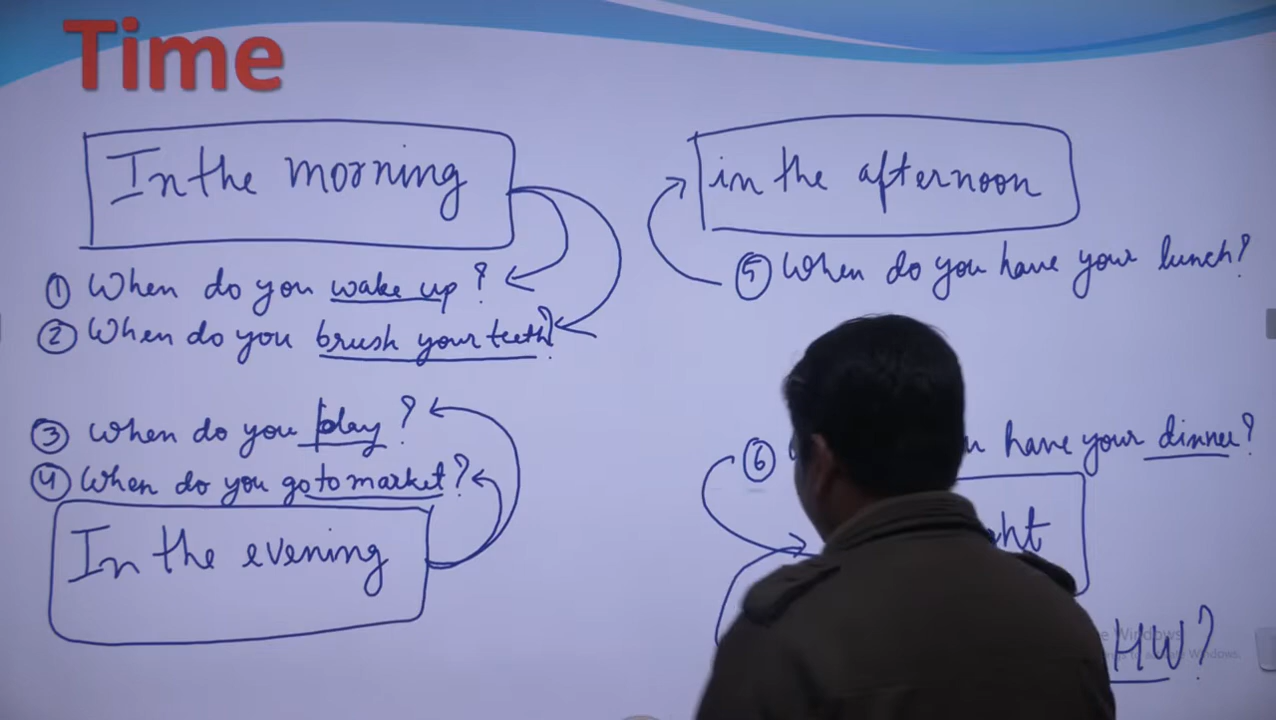 Time
In the morning
① When do you wake up?
② When do you brush your teeth?
③ When do you play?
④ When do you go to market?
In the evening
in the afternoon
⑤ When do you have your lunch?
⑥ have your dinner?
HW?